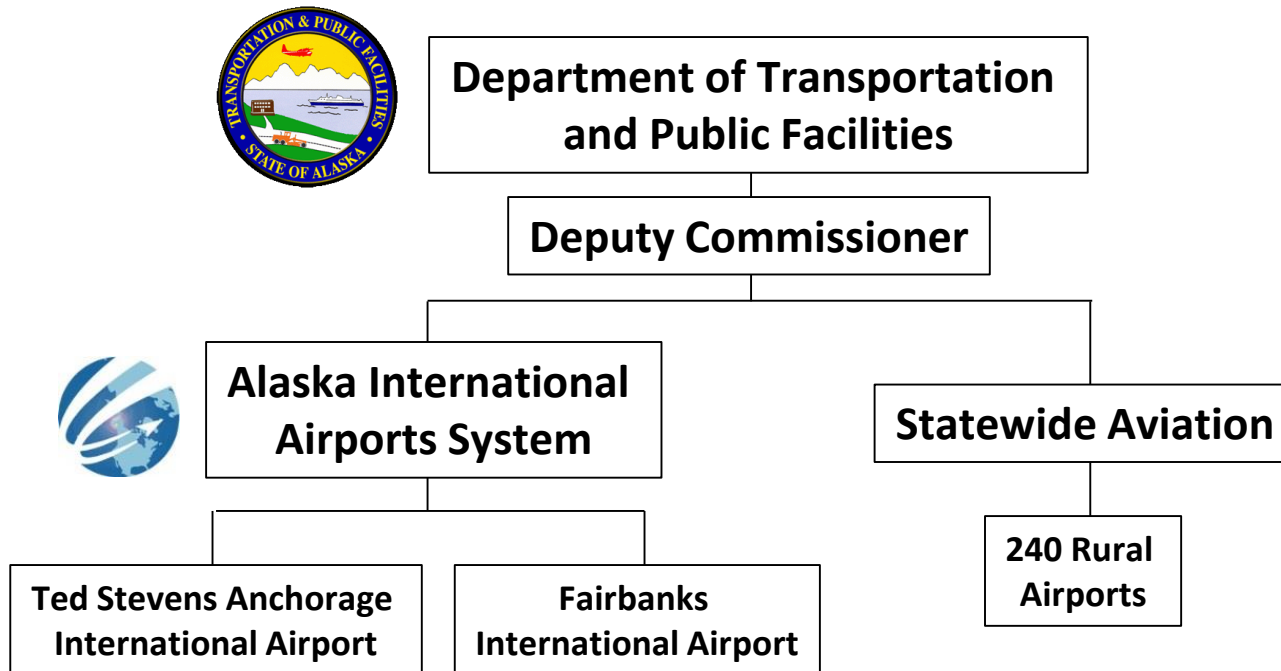 TRANSPORTATION & PUBLIC FACILITIES
STATE OF ALASKA
Department of Transportation
and Public Facilities
Deputy Commissioner
Alaska International
Airports System
Statewide Aviation
Ted Stevens Anchorage
International Airport
Fairbanks
International Airport
240 Rural
Airports